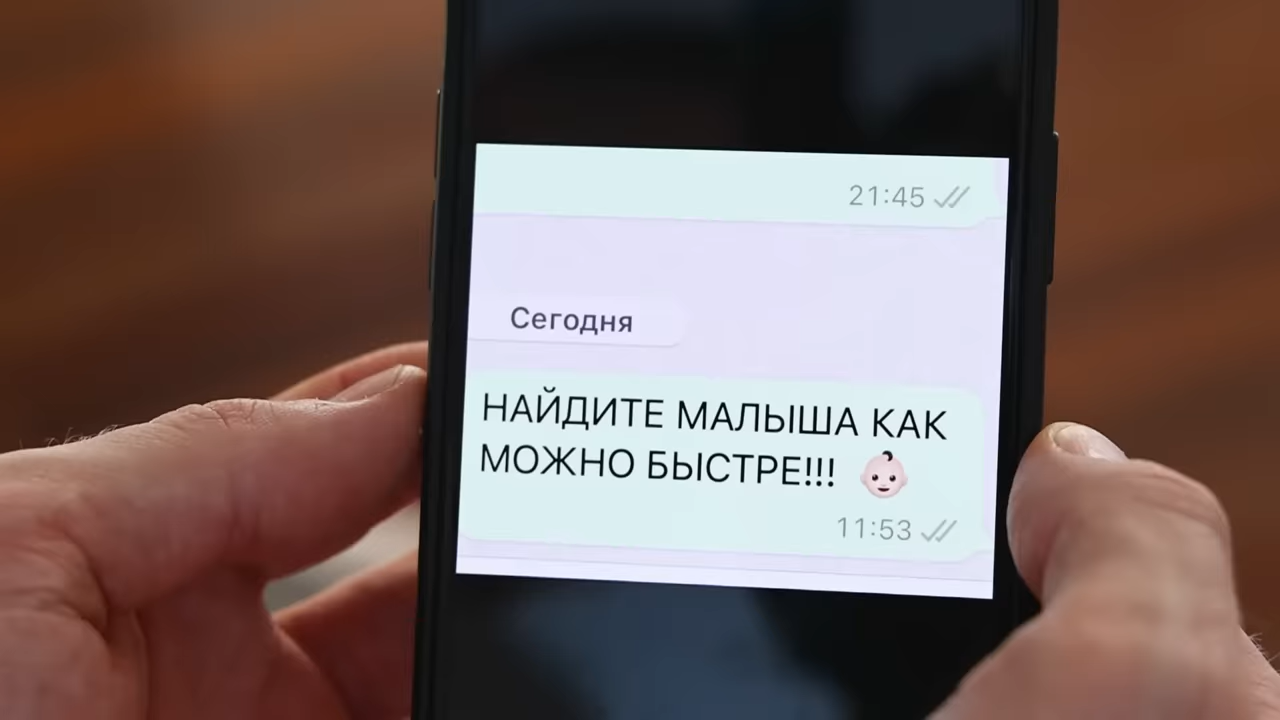 21:45
Сегодня
НАЙДИТЕ МАЛЫША КАК
МОЖНО БЫСТРЕ!!! 👶🏻
11:53